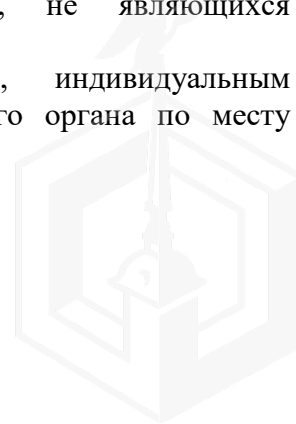 , не являющихся
, индивидуальным
го органа по месту